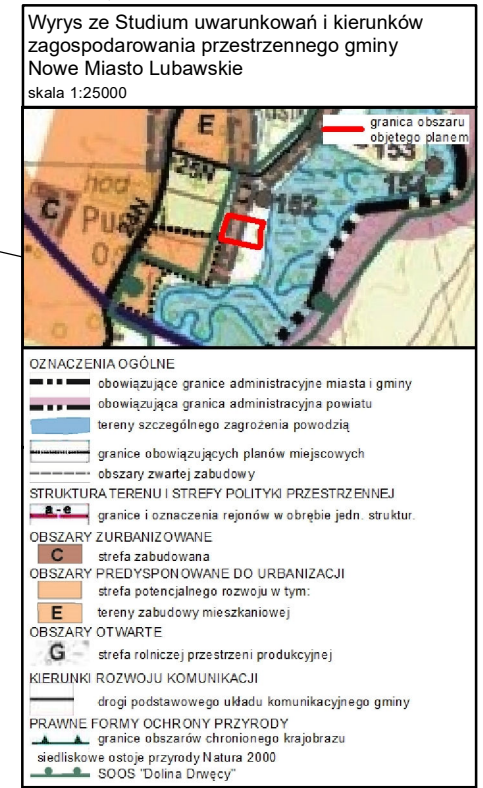 Wyrys ze Studium uwarunkowań i kierunków
zagospodarowania przestrzennego gminy
Nowe Miasto Lubawskie
skala 1:25000
granica obszaru
objętego planem
E
153
154
152
hod
C
OZNACZENIA OGÓLNE
obowiązujące granice administracyjne miasta i gminy
obowiązująca granica administracyjna powiatu
tereny szczególnego zagrożenia powodzią
granice obowiązujących planów miejscowych
obszary zwartej zabudowy
STRUKTURA TERENU I STREFY POLITYKI PRZESTRZENNEJ
a-e granice i oznaczenia rejonów w obrębie jedn. struktur.
OBSZARY ZURBANIZOWANE
C strefa zabudowana
OBSZARY PREDYSPONOWANE DO URBANIZACJI
strefa potencjalnego rozwoju w tym:
E tereny zabudowy mieszkaniowej
OBSZARY OTWARTE
G strefa rolniczej przestrzeni produkcyjnej
KIERUNKI ROZWOJU KOMUNIKACJI
drogi podstawowego układu komunikacyjnego gminy
PRAWNE FORMY OCHRONY PRZYRODY
granice obszarów chronionego krajobrazu
siedliskowe ostoje przyrody Natura 2000
SOOS "Dolina Drwęcy"